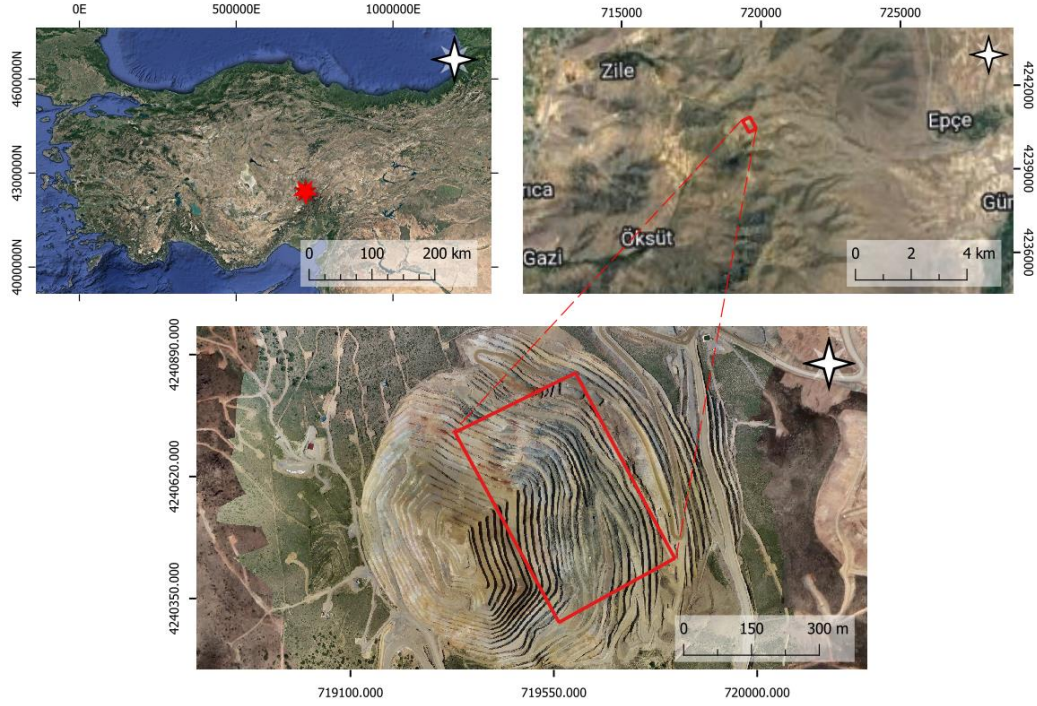 0E 500000E 1000000E
4600000N
4300000N
4000000N
0 100 200 km
715000 720000 725000
Zile
Epçe
rıca
Gür
Öksüt
Gazi
4242000
4239000
4236000
0 2 4 km
4240890.000
4240620.000
4240350.000
0 150 300 m
719100.000 719550.000 720000.000